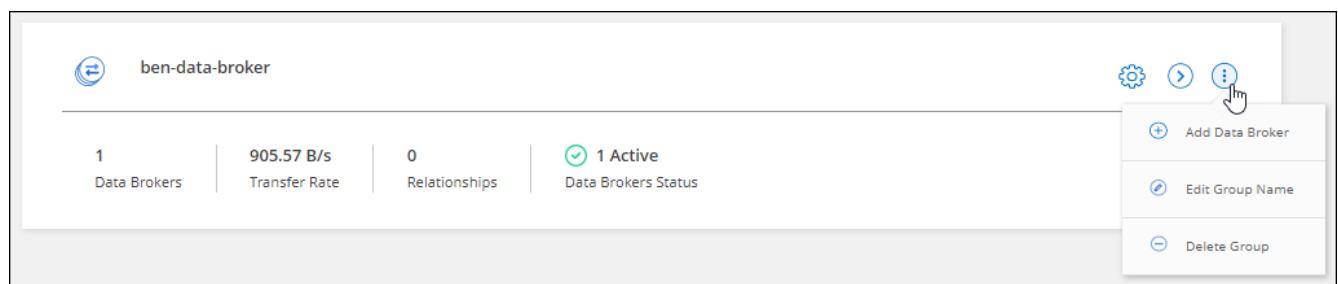 ben-data-broker
1 905.57 B/s 0 1 Active
Data Brokers Transfer Rate Relationships Data Brokers Status
Add Data Broker
Edit Group Name
Delete Group